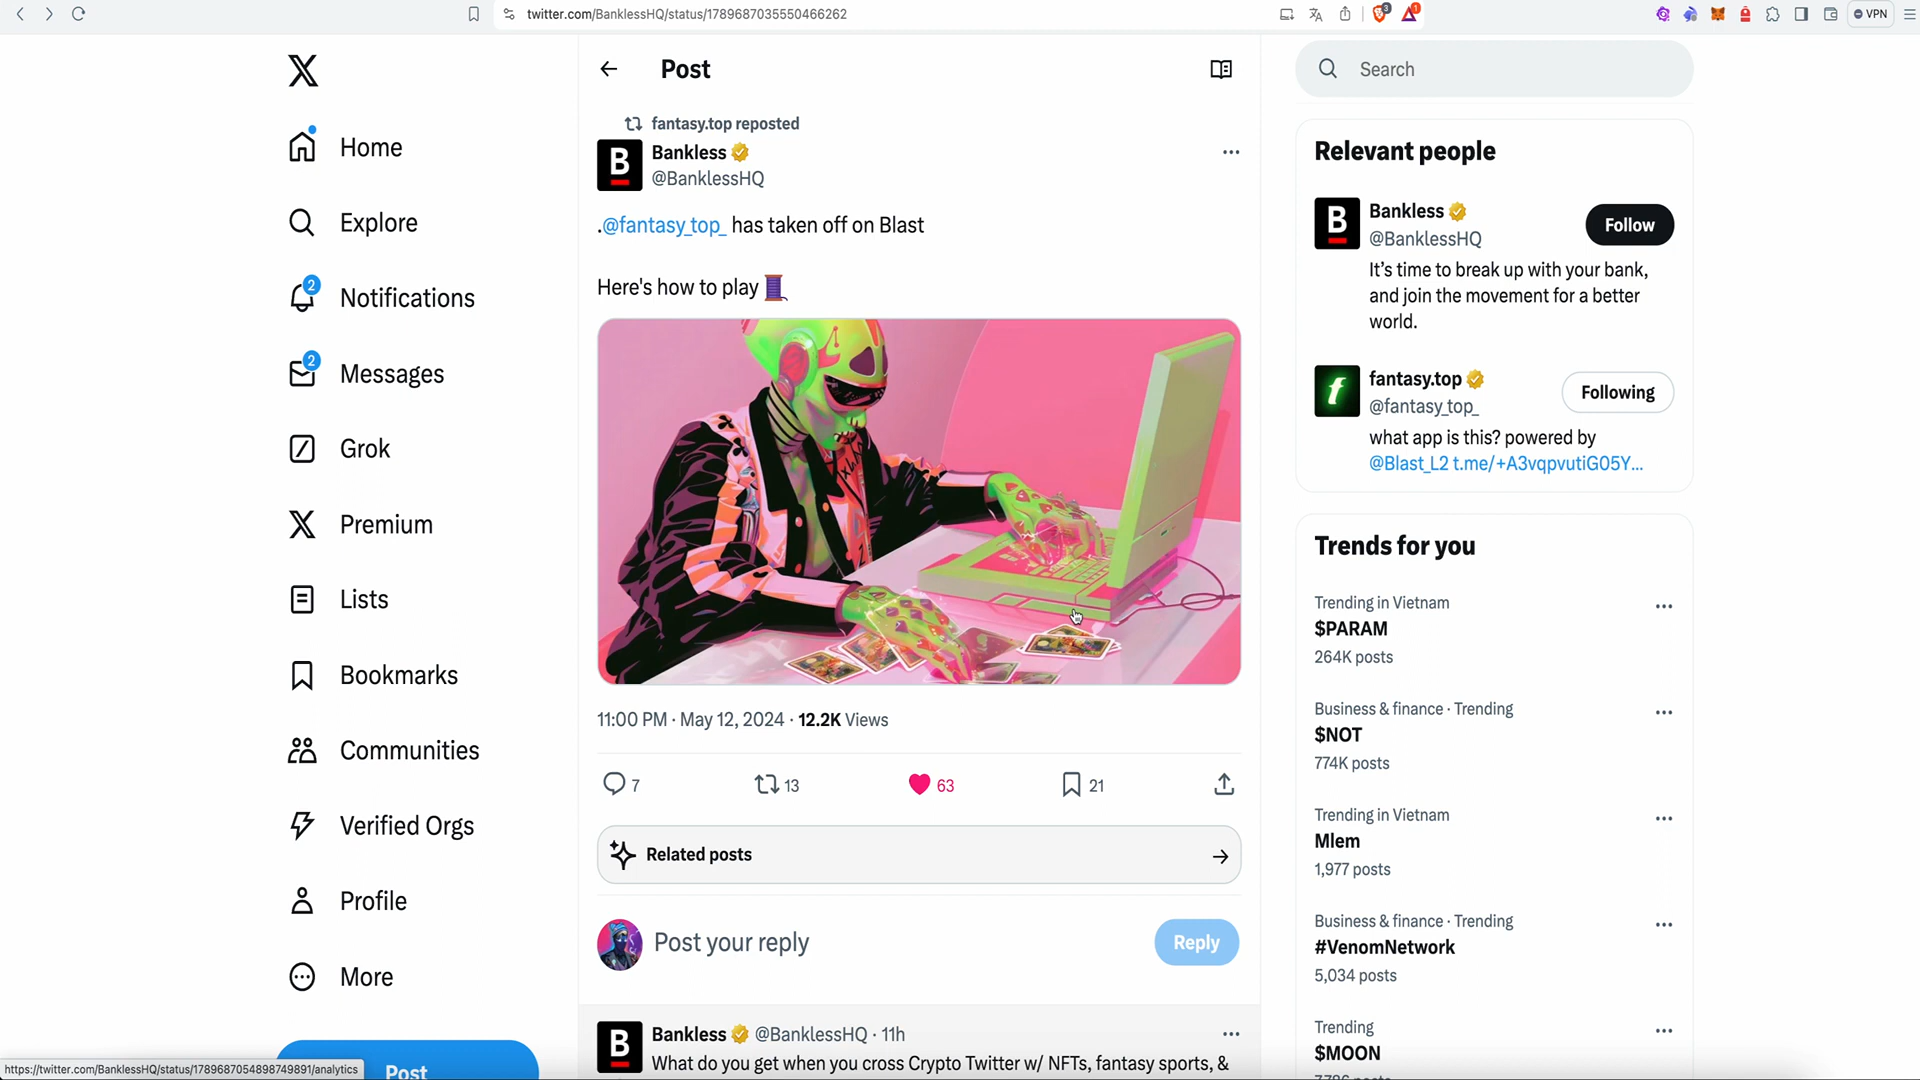 twitter.com/BanklessHQ/status/1789687035550466262
3
1
VPN
Home
Explore
2
Notifications
2
Messages
Grok
Premium
Lists
Bookmarks
Communities
Verified Orgs
Profile
More
Post
https://twitter.com/BanklessHQ/status/1789687054898749891/analytics
Post
fantasy.top reposted
B
Bankless
@BanklessHQ
.@fantasy_top_ has taken off on Blast
Here's how to play
11:00 PM · May 12, 2024 · 12.2K Views
7
13
63
21
Related posts
Post your reply
Reply
B
Bankless @BanklessHQ · 11h
What do you get when you cross Crypto Twitter w/ NFTs, fantasy sports, &
Search
Relevant people
B
Bankless
@BanklessHQ
Follow
It's time to break up with your bank,
and join the movement for a better
world.
f
fantasy.top
@fantasy_top_
Following
what app is this? powered by
@Blast_L2 t.me/+A3vqpvutiG05Y...
Trends for you
Trending in Vietnam
$PARAM
264K posts
Business & finance · Trending
$NOT
774K posts
Trending in Vietnam
Mlem
1,977 posts
Business & finance · Trending
#VenomNetwork
5,034 posts
Trending
$MOON